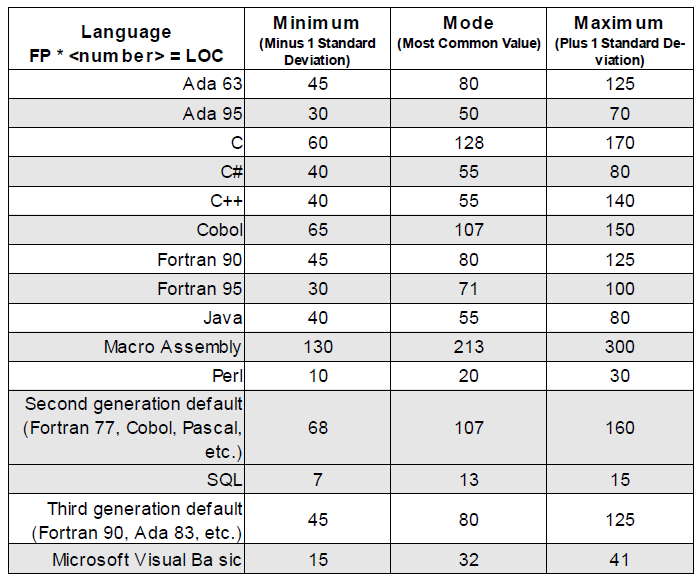 Language Minimum Mode Maximum
FP * <number> = LOC (Minus 1 Standard Deviation) (Most Common Value) (Plus 1 Standard De-viation)
Ada 63 45 80 125
Ada 95 30 50 70
C 60 128 170
C# 40 55 80
C++ 40 55 140
Cobol 65 107 150
Fortran 90 45 80 125
Fortran 95 30 71 100
Java 40 55 80
Macro Assembly 130 213 300
Perl 10 20 30
Second generation default
(Fortran 77, Cobol, Pascal, 68 107 160
etc.)
SQL 7 13 15
Third generation default 45 80 125
(Fortran 90, Ada 83, etc.)
Microsoft Visual Ba sic 15 32 41